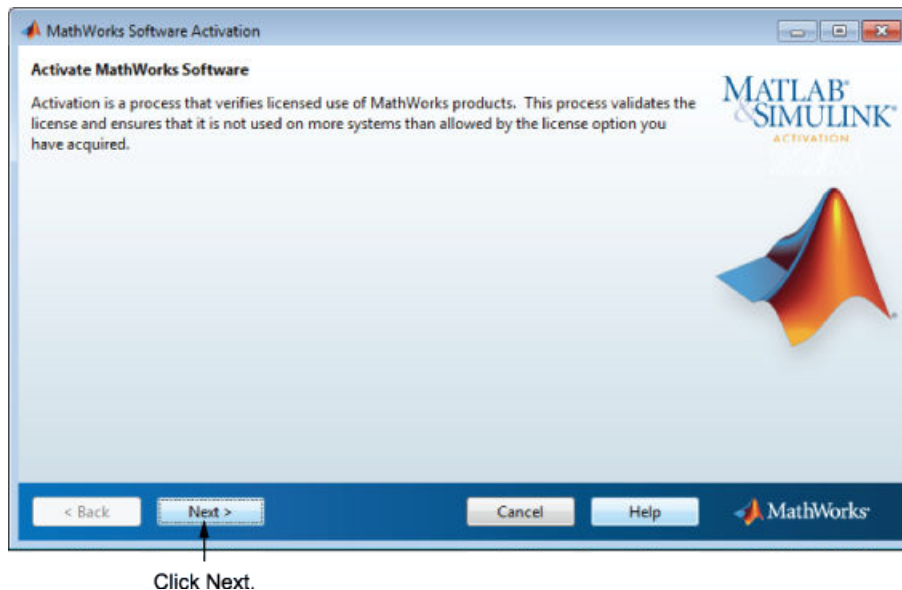 MathWorks Software Activation
Activate MathWorks Software
Activation is a process that verifies licensed use of MathWorks products. This process validates the
license and ensures that it is not used on more systems than allowed by the license option you
have acquired.
MATLAB®
&SIMULINK®
ACTIVATION
< Back
Next >
Cancel
Help
MathWorks®
Click Next.